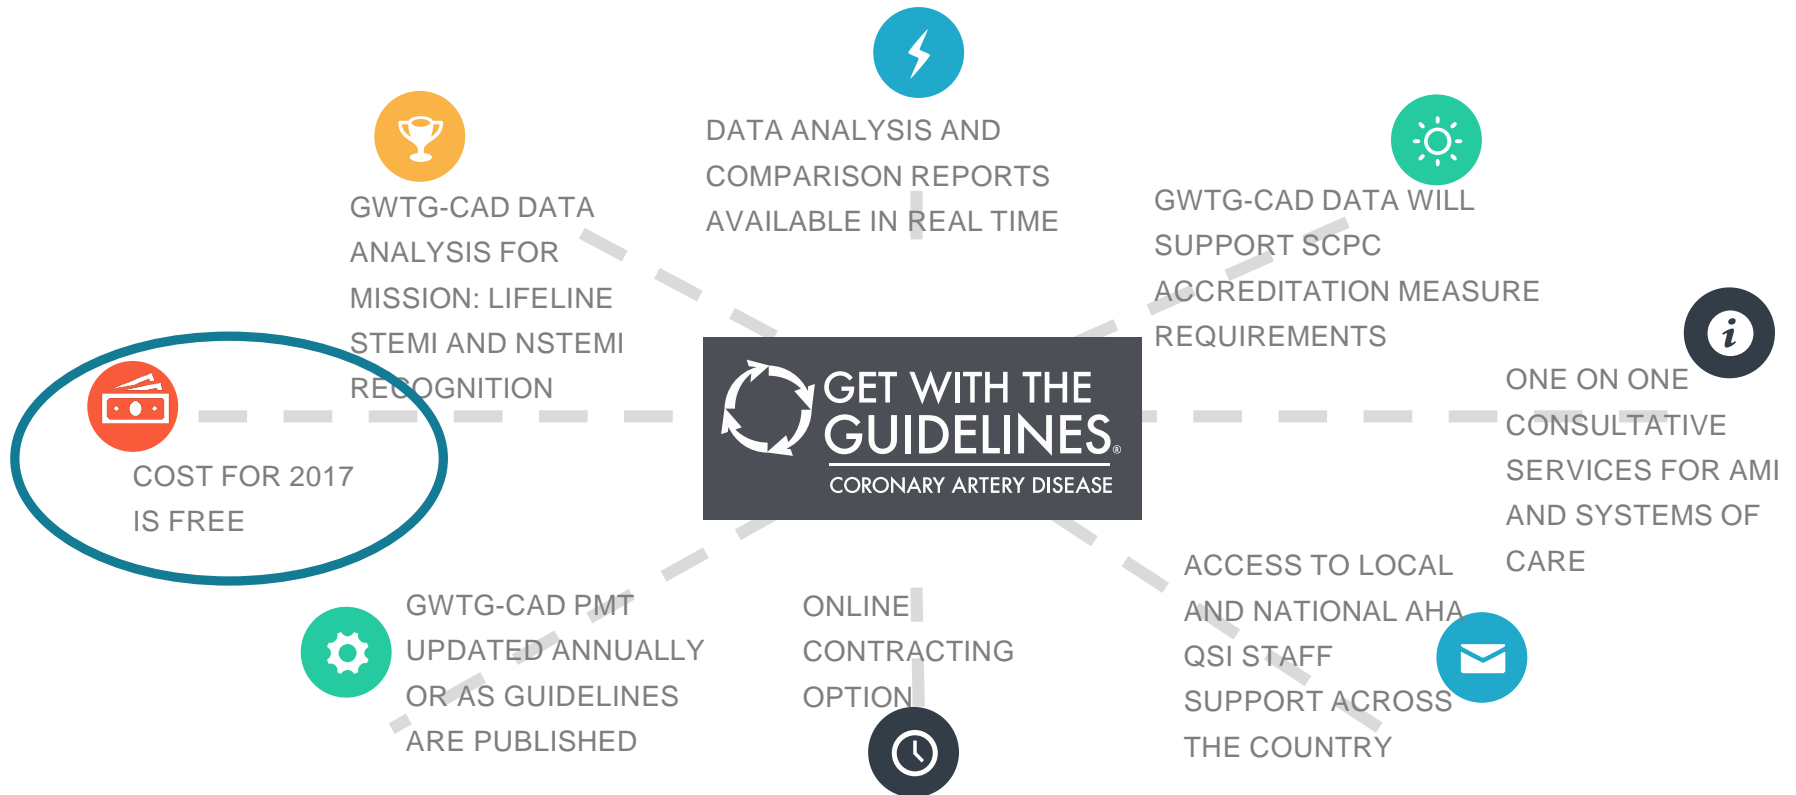 DATA ANALYSIS AND
COMPARISON REPORTS
AVAILABLE IN REAL TIME
GWTG-CAD DATA
ANALYSIS FOR
MISSION: LIFELINE
STEMI AND NSTEMI
RECOGNITION
GWTG-CAD DATA WILL
SUPPORT SCPC
ACCREDITATION MEASURE
REQUIREMENTS
GET WITH THE
GUIDELINES®
CORONARY ARTERY DISEASE
ONE ON ONE
CONSULTATIVE
SERVICES FOR AMI
AND SYSTEMS OF
CARE
COST FOR 2017
IS FREE
GWTG-CAD PMT
UPDATED ANNUALLY
OR AS GUIDELINES
ARE PUBLISHED
ONLINE
CONTRACTING
OPTION
ACCESS TO LOCAL
AND NATIONAL AHA
QSI STAFF
SUPPORT ACROSS
THE COUNTRY